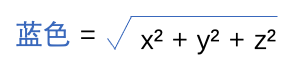 蓝色 = √x² + y² + z²